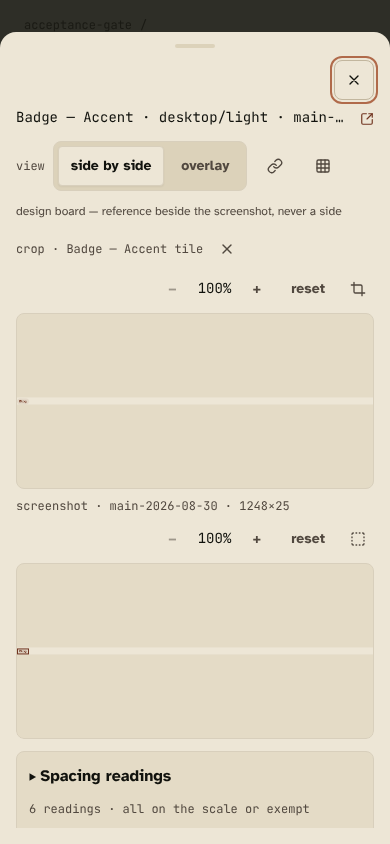 acceptance-gate /
Badge — Accent · desktop/light · main-…
view side by side overlay
design board — reference beside the screenshot, never a side
crop · Badge — Accent tile
− 100% + reset
screenshot · main-2026-08-30 · 1248×25
− 100% + reset
▸ Spacing readings
6 readings · all on the scale or exempt